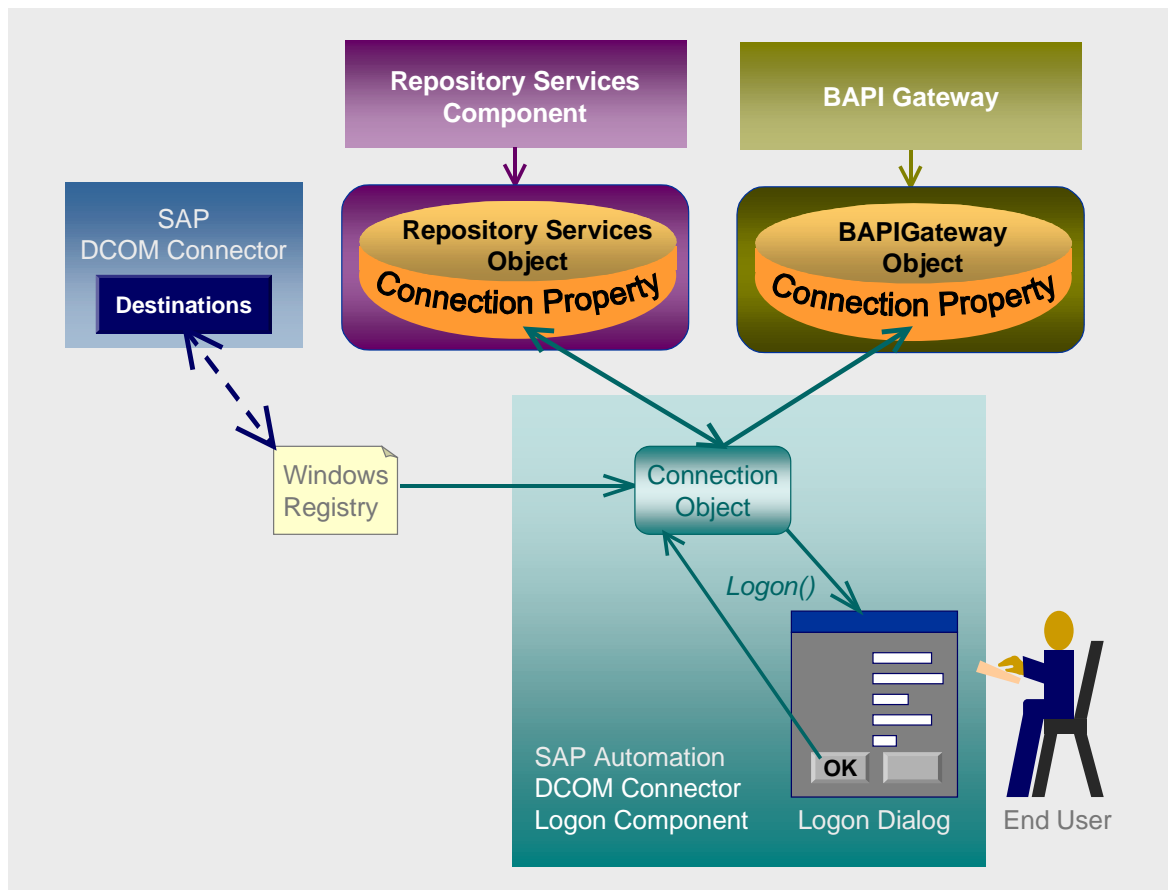 Repository Services
Component
BAPI Gateway
SAP
DCOM Connector
Destinations
Repository Services
Object
Connection Property
BAPIGateway
Object
Connection Property
Windows
Registry
Connection
Object
Logon()
OK
SAP Automation
DCOM Connector
Logon Component
Logon Dialog
End User